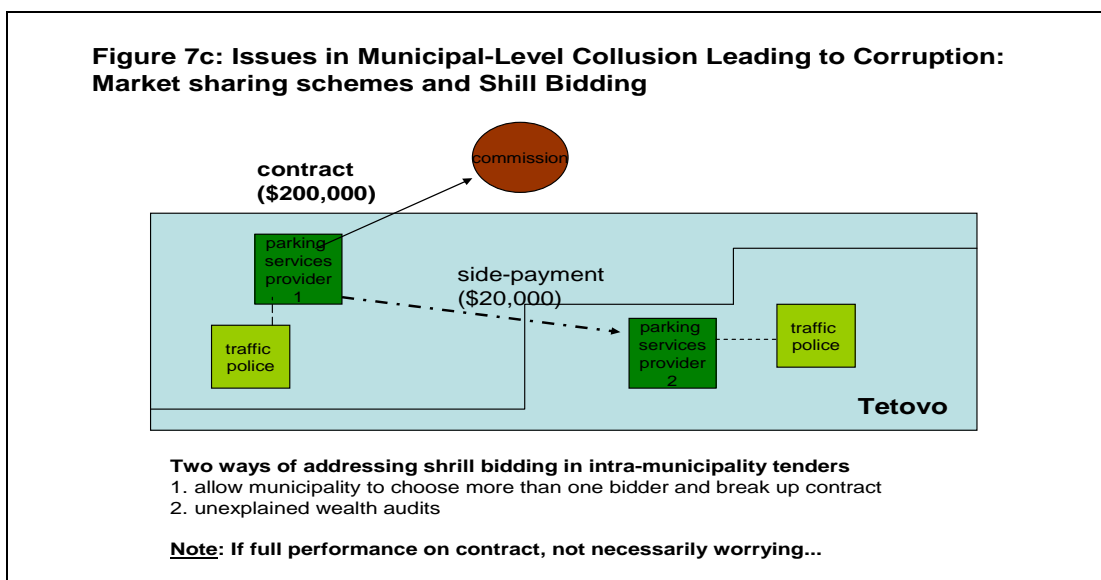 Figure 7c: Issues in Municipal-Level Collusion Leading to Corruption:
Market sharing schemes and Shill Bidding
commission
contract
($200,000)
parking
services
provider
1
side-payment
($20,000)
traffic
police
parking
services
provider
2
traffic
police
Tetovo
Two ways of addressing shrill bidding in intra-municipality tenders
1. allow municipality to choose more than one bidder and break up contract
2. unexplained wealth audits
Note: If full performance on contract, not necessarily worrying...